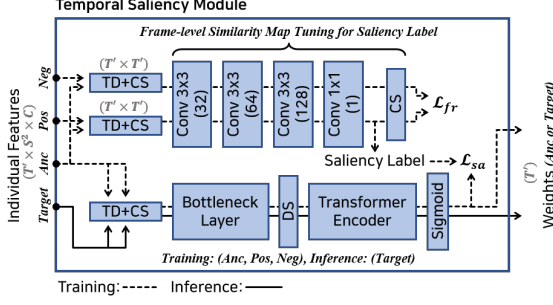 Temporal Saliency Module
Frame-level Similarity Map Tuning for Saliency Label
Individual Features
(T' × S² × C)
Neg
Pos
Anc
Target
(T' × T')
TD+CS
(T' × T')
TD+CS
Conv 3x3
(32)
Conv 3x3
(64)
Conv 3x3
(128)
Conv 1x1
(1)
CS
ℒfr
Saliency Label
ℒsa
TD+CS
Bottleneck
Layer
DS
Transformer
Encoder
Sigmoid
(T')
Weights (Anc or Target)
Training: (Anc, Pos, Neg), Inference: (Target)
Training: Inference: